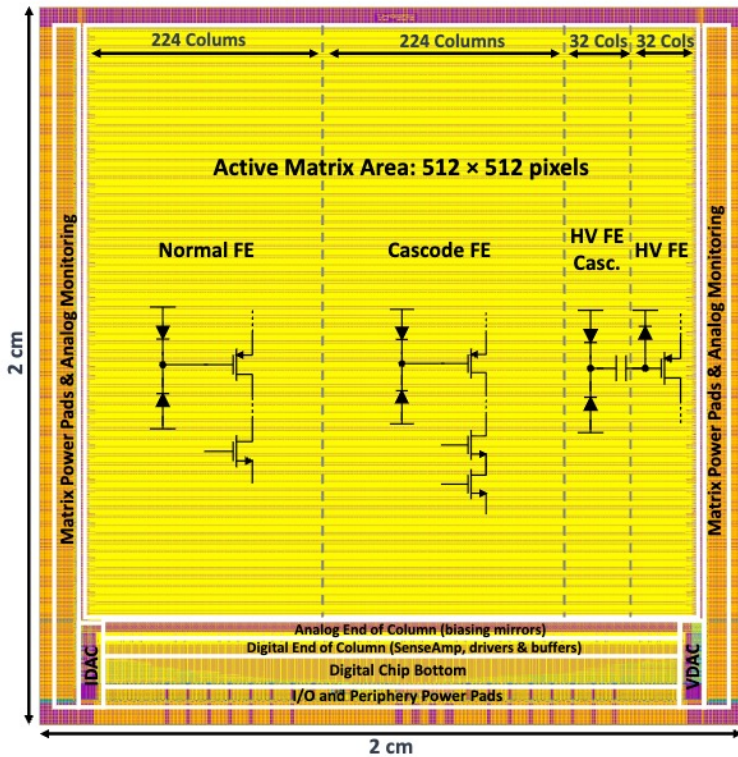 224 Colums
224 Columns
32 Cols
32 Cols
Active Matrix Area: 512 × 512 pixels
Normal FE
Cascode FE
HV FE
Casc.
HV FE
Matrix Power Pads & Analog Monitoring
Matrix Power Pads & Analog Monitoring
2 cm
Analog End of Column (biasing mirrors)
Digital End of Column (SenseAmp, drivers & buffers)
Digital Chip Bottom
I/O and Periphery Power Pads
IDAC
VDAC
2 cm